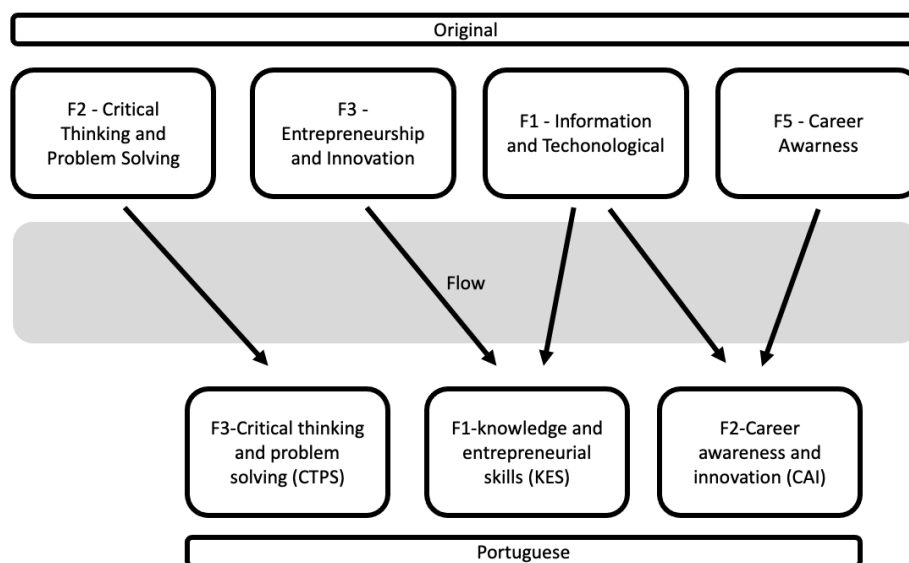 Original
F2 - Critical
Thinking and
Problem Solving
F3 -
Entrepreneurship
and Innovation
F1 - Information
and Techonological
F5 - Career
Awarness
Flow
F3-Critical thinking
and problem
solving (CTPS)
F1-knowledge and
entrepreneurial
skills (KES)
F2-Career
awareness and
innovation (CAI)
Portuguese